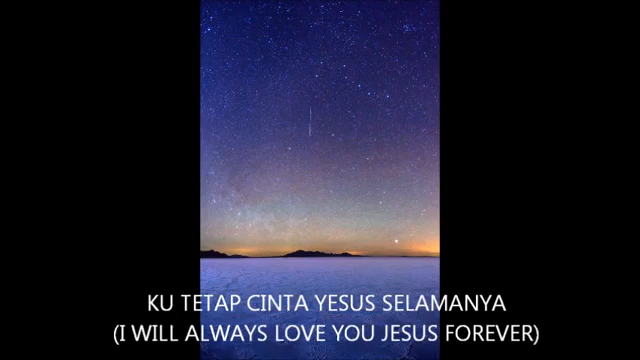 KU TETAP CINTA YESUS SELAMANYA
(I WILL ALWAYS LOVE YOU JESUS FOREVER)